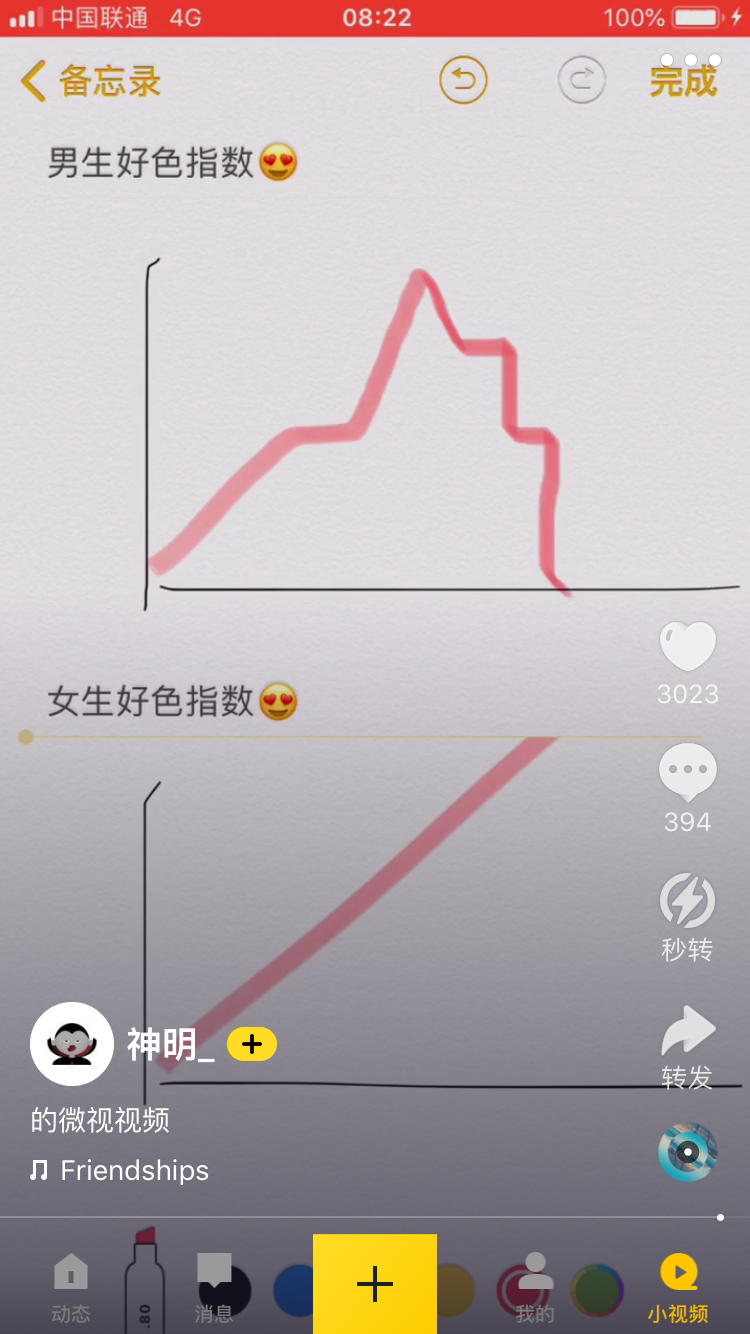 中国联通 4G 08:22 100%
备忘录 完成
男生好色指数😍
3023
女生好色指数😍
394
秒转
神明_
转发
的微视视频
Friendships
.80
动态 消息 我的 小视频